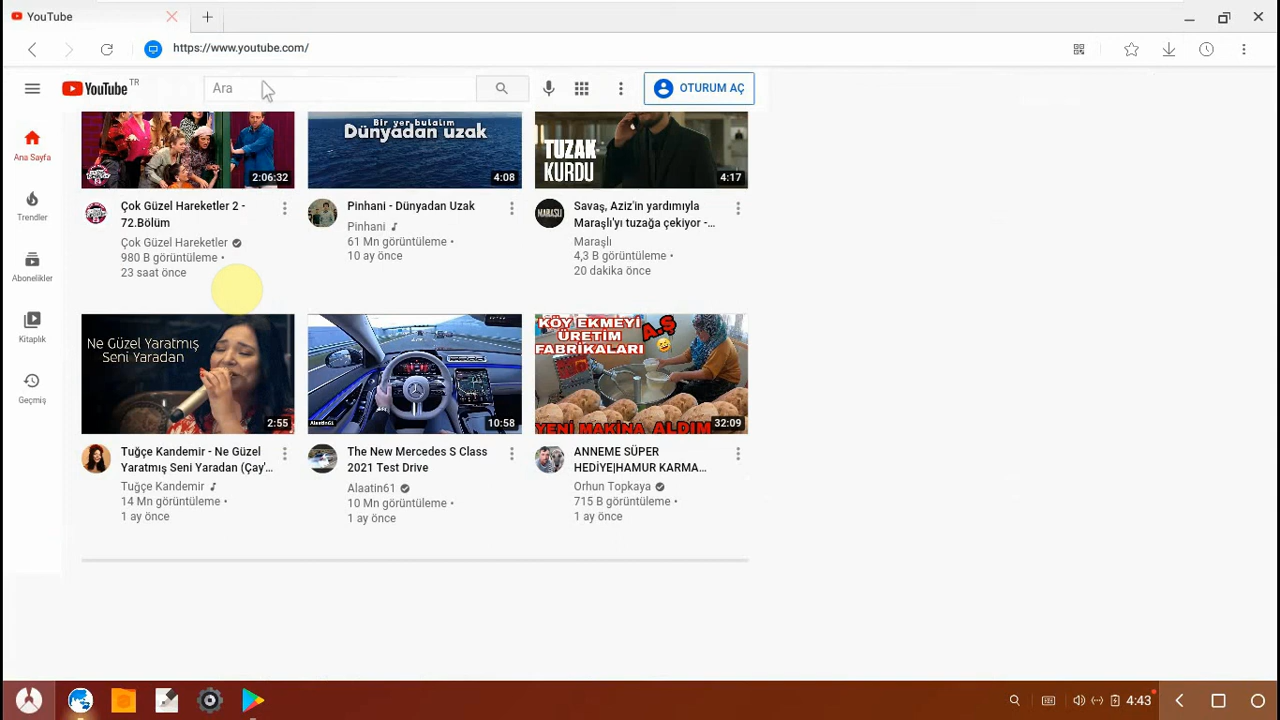 YouTube
https://www.youtube.com/
YouTube TR
Ara
OTURUM AÇ
Ana Sayfa
Trendler
Abonelikler
Kitaplık
Geçmiş
2:06:32
Çok Güzel Hareketler 2 -
72.Bölüm
Çok Güzel Hareketler
980 B görüntüleme •
23 saat önce
Bir yer bulalım
Dünyadan uzak
4:08
Pinhani - Dünyadan Uzak
Pinhani
61 Mn görüntüleme •
10 ay önce
TUZAK
KURDU
4:17
MARAŞLI
Savaş, Aziz'in yardımıyla
Maraşlı'yı tuzağa çekiyor -...
Maraşlı
4,3 B görüntüleme •
20 dakika önce
Ne Güzel Yaratmış
Seni Yaradan
2:55
Tuğçe Kandemir - Ne Güzel
Yaratmış Seni Yaradan (Çay'...
Tuğçe Kandemir
14 Mn görüntüleme •
1 ay önce
Alaatin61
10:58
The New Mercedes S Class
2021 Test Drive
Alaatin61
10 Mn görüntüleme •
1 ay önce
KÖY EKMEYİ
ÜRETİM
FABRİKALARI
A.Ş
YENİ MAKİNA ALDIM
32:09
ANNEME SÜPER
HEDİYE|HAMUR KARMA...
Orhun Topkaya
715 B görüntüleme •
1 ay önce
4:43